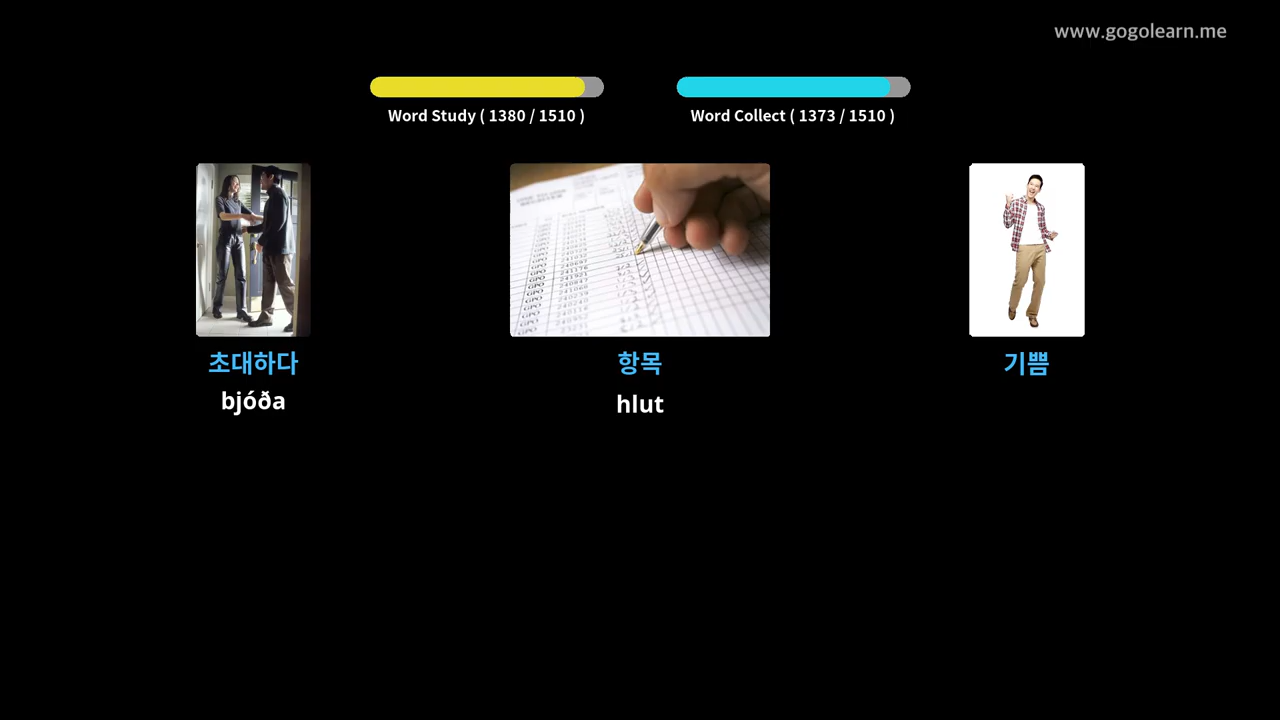 www.gogolearn.me
Word Study ( 1380 / 1510 )
Word Collect ( 1373 / 1510 )
초대하다
항목
기쁨
bjóða
hlut